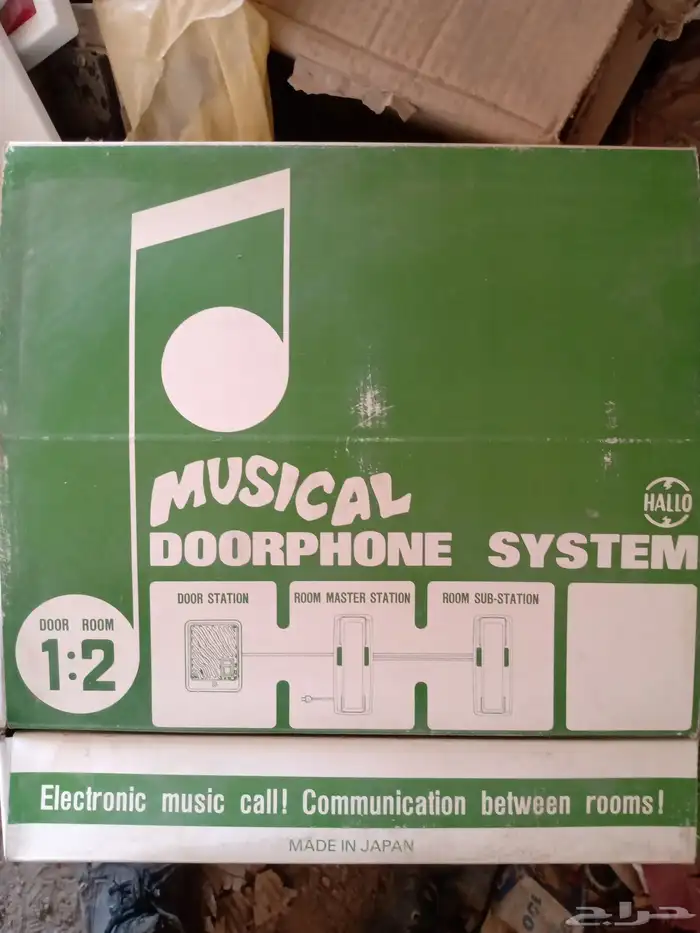 MUSICAL
HALLO
DOORPHONE SYSTEM
DOOR STATION
ROOM MASTER STATION
ROOM SUB-STATION
DOOR ROOM
1:2
Electronic music call! Communication between rooms!
MADE IN JAPAN
150
حراج